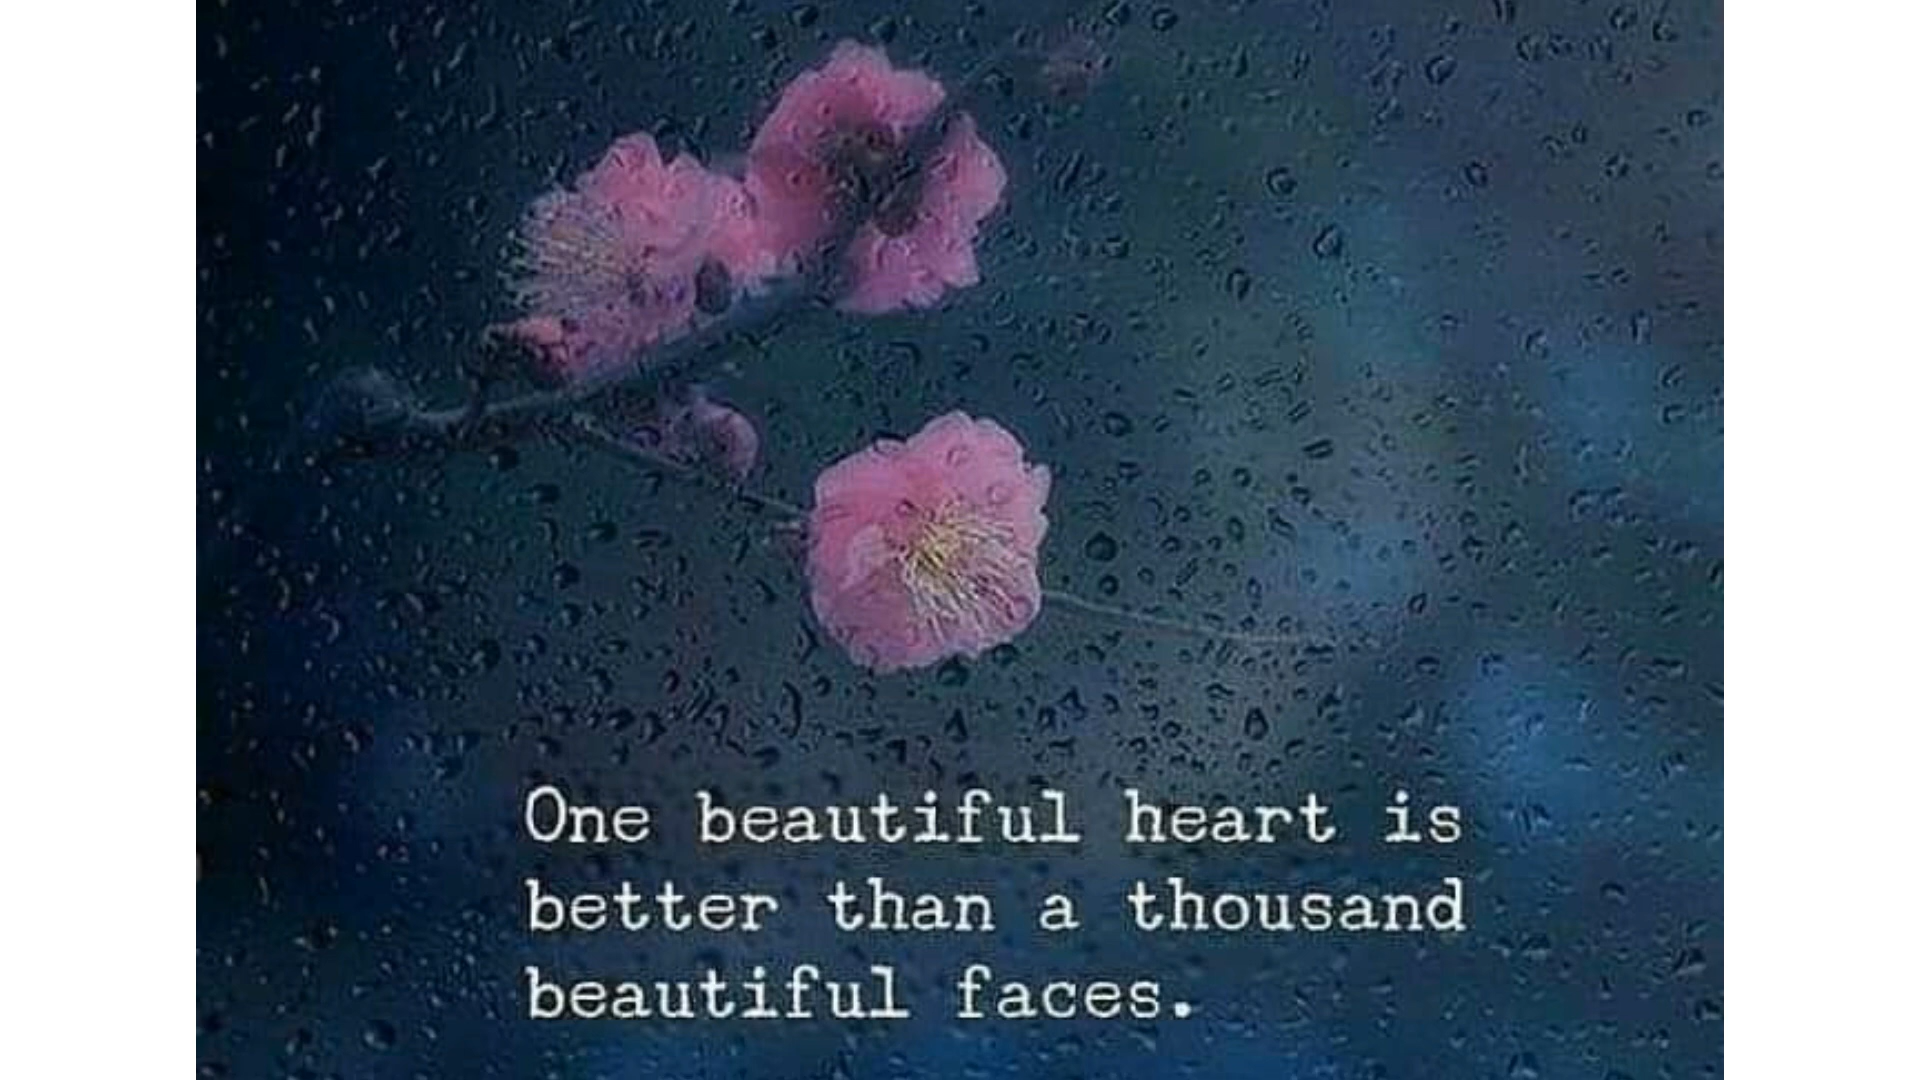 One beautiful heart is
better than a thousand
beautiful faces.